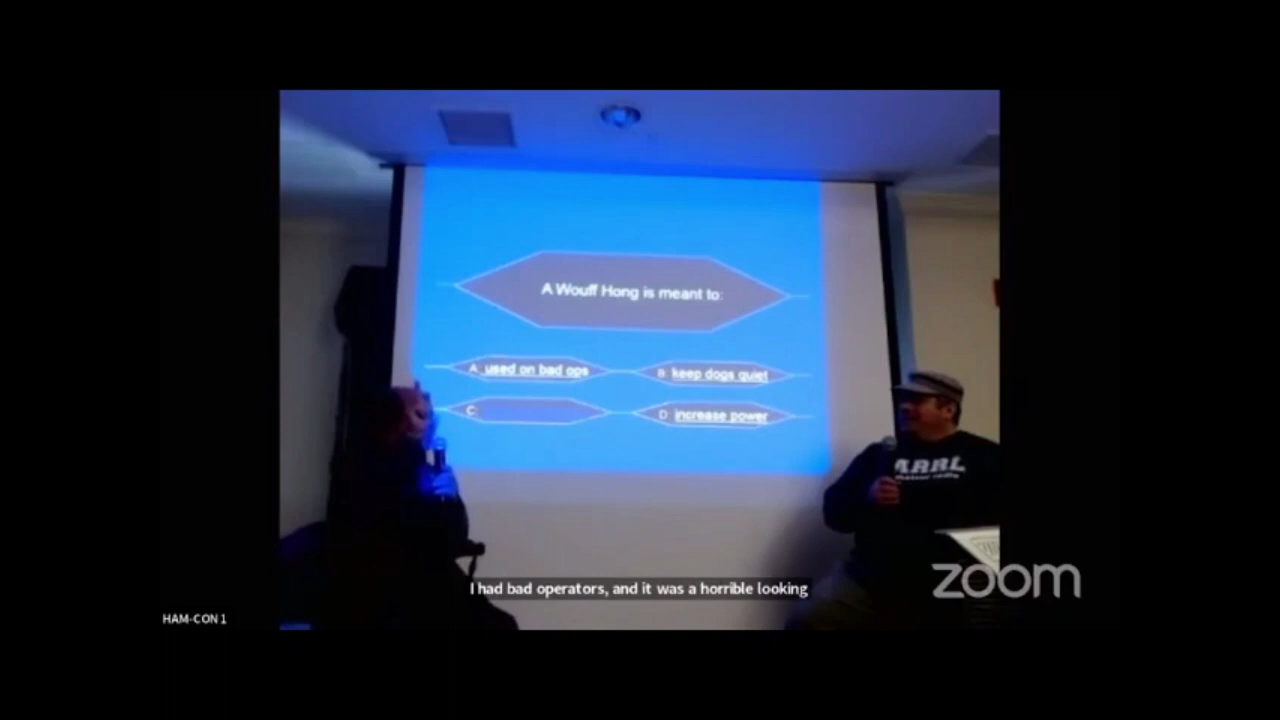 A Wouff Hong is meant to:
A: used on bad ops
B: keep dogs quiet
C:
D: increase power
ARRL
I had bad operators, and it was a horrible looking
zoom
HAM-CON 1